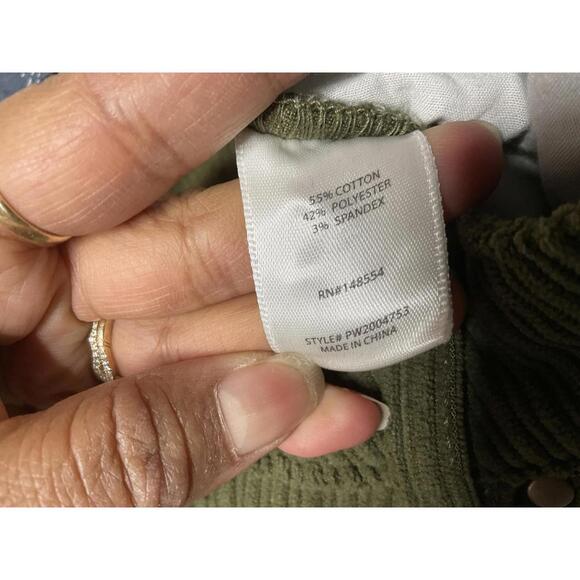 55% COTTON
42% POLYESTER
3% SPANDEX
RN#148554
STYLE# PW2004753
MADE IN CHINA